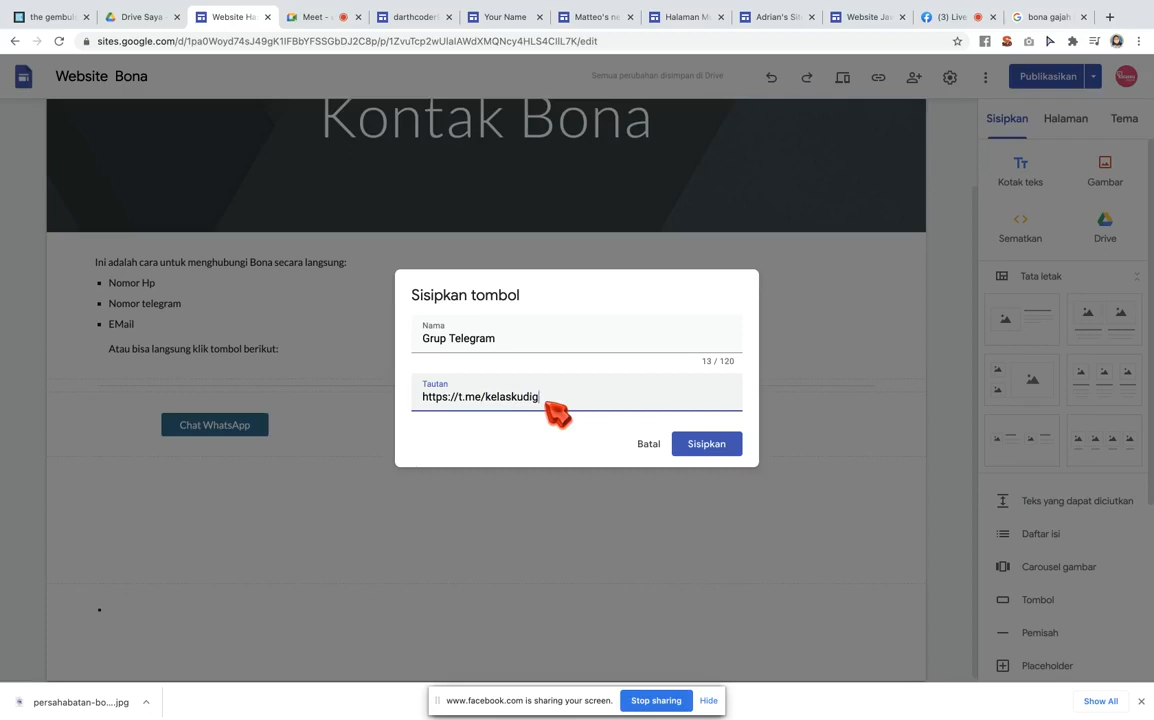 the gembul
Drive Saya
Website Ha
Meet -
darthcoder
Your Name
Matteo's na
Halaman M
Adrian's Si
Website Ja
(3) Live
bona gajah
sites.google.com/d/1pa0Woyd74sJ49gK1IFBbYFSSGbDJ2C8p/p/1ZvuTcp2wUlaIAWdXMQNcy4HLS4CIlL7K/edit
Website Bona
Semua perubahan disimpan di Drive
Publikasikan
Kontak Bona
Sisipkan
Halaman
Tema
Kotak teks
Gambar
Sematkan
Drive
Tata letak
Ini adalah cara untuk menghubungi Bona secara langsung:
Nomor Hp
Nomor telegram
EMail
Atau bisa langsung klik tombol berikut:
Chat WhatsApp
Sisipkan tombol
Nama
Grup Telegram
13 / 120
Tautan
https://t.me/kelaskudig
Batal
Sisipkan
Teks yang dapat diciutkan
Daftar isi
Carousel gambar
Tombol
Pemisah
Placeholder
persahabatan-bo....jpg
www.facebook.com is sharing your screen.
Stop sharing
Hide
Show All